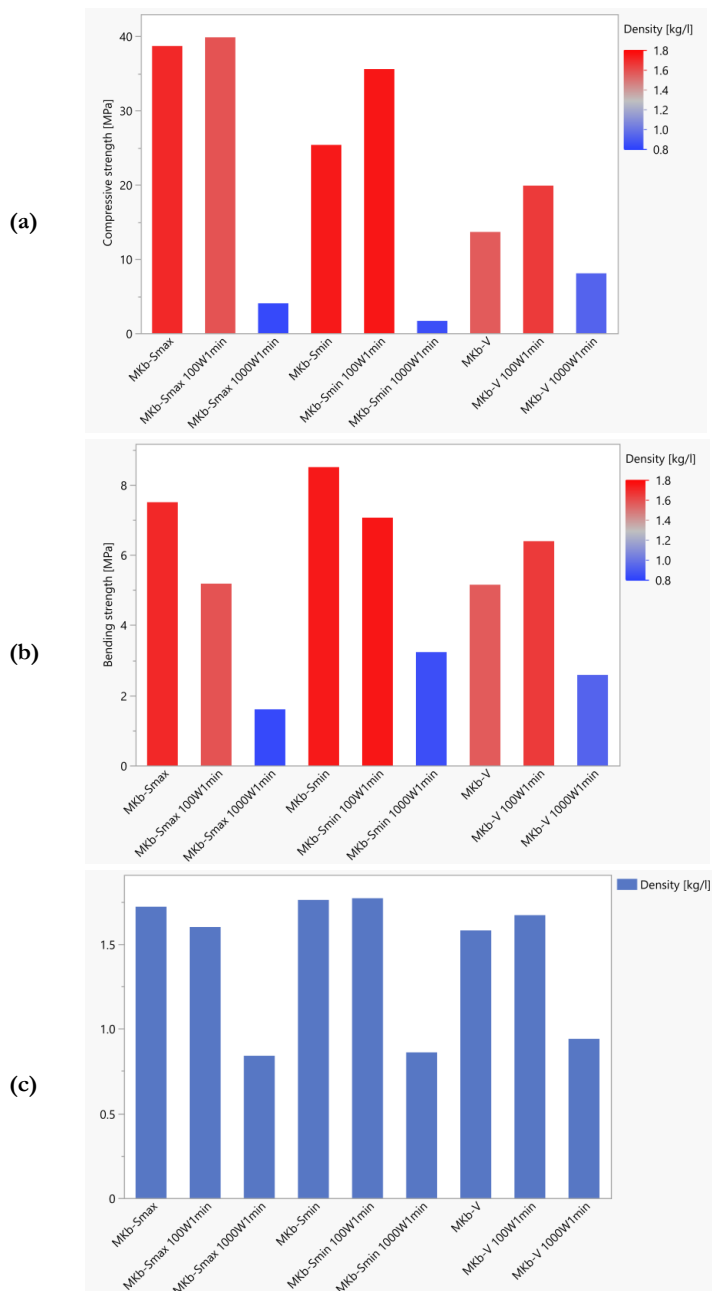 (a)
Compressive strength [MPa]
40
30
20
10
0
MKb-Smax
MKb-Smax 100W1min
MKb-Smax 1000W1min
MKb-Smin
MKb-Smin 100W1min
MKb-Smin 1000W1min
MKb-V
MKb-V 100W1min
MKb-V 1000W1min
Density [kg/l]
1.8
1.6
1.4
1.2
1.0
0.8
(b)
Bending strength [MPa]
8
6
4
2
0
MKb-Smax
MKb-Smax 100W1min
MKb-Smax 1000W1min
MKb-Smin
MKb-Smin 100W1min
MKb-Smin 1000W1min
MKb-V
MKb-V 100W1min
MKb-V 1000W1min
Density [kg/l]
1.8
1.6
1.4
1.2
1.0
0.8
(c)
1.5
1.0
0.5
0
MKb-Smax
MKb-Smax 100W1min
MKb-Smax 1000W1min
MKb-Smin
MKb-Smin 100W1min
MKb-Smin 1000W1min
MKb-V
MKb-V 100W1min
MKb-V 1000W1min
Density [kg/l]